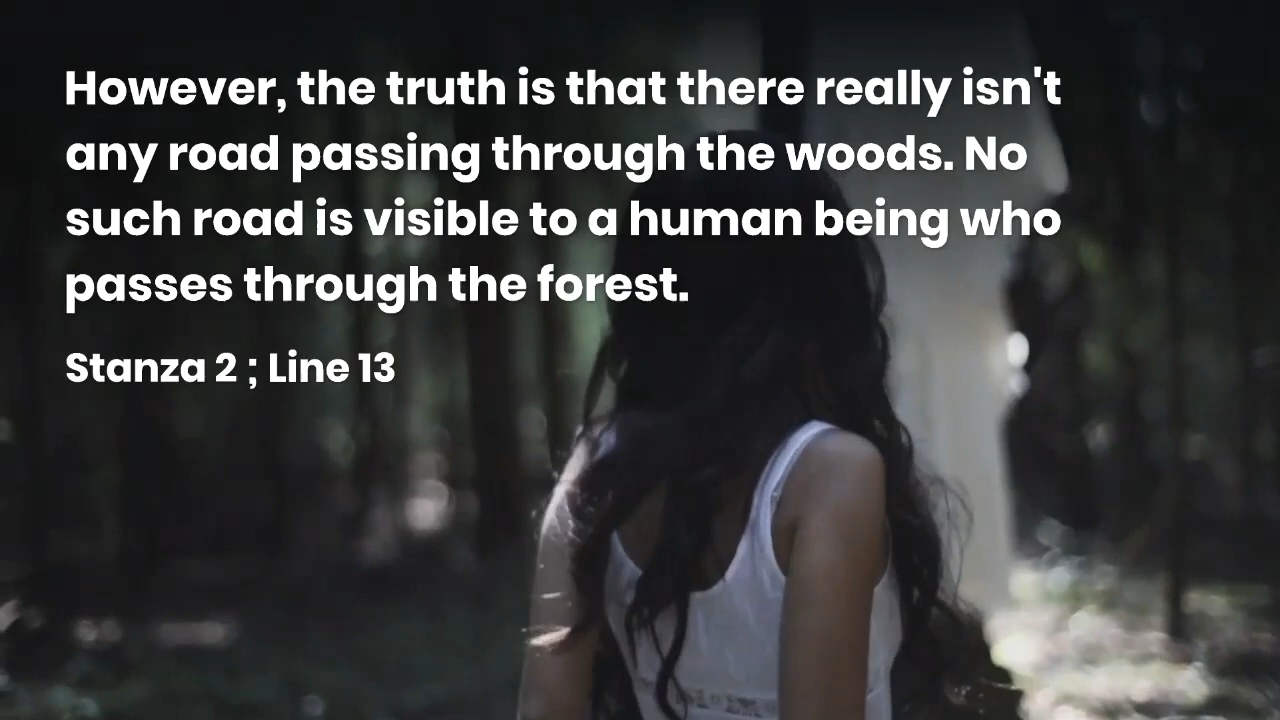 However, the truth is that there really isn't
any road passing through the woods. No
such road is visible to a human being who
passes through the forest.
Stanza 2 ; Line 13